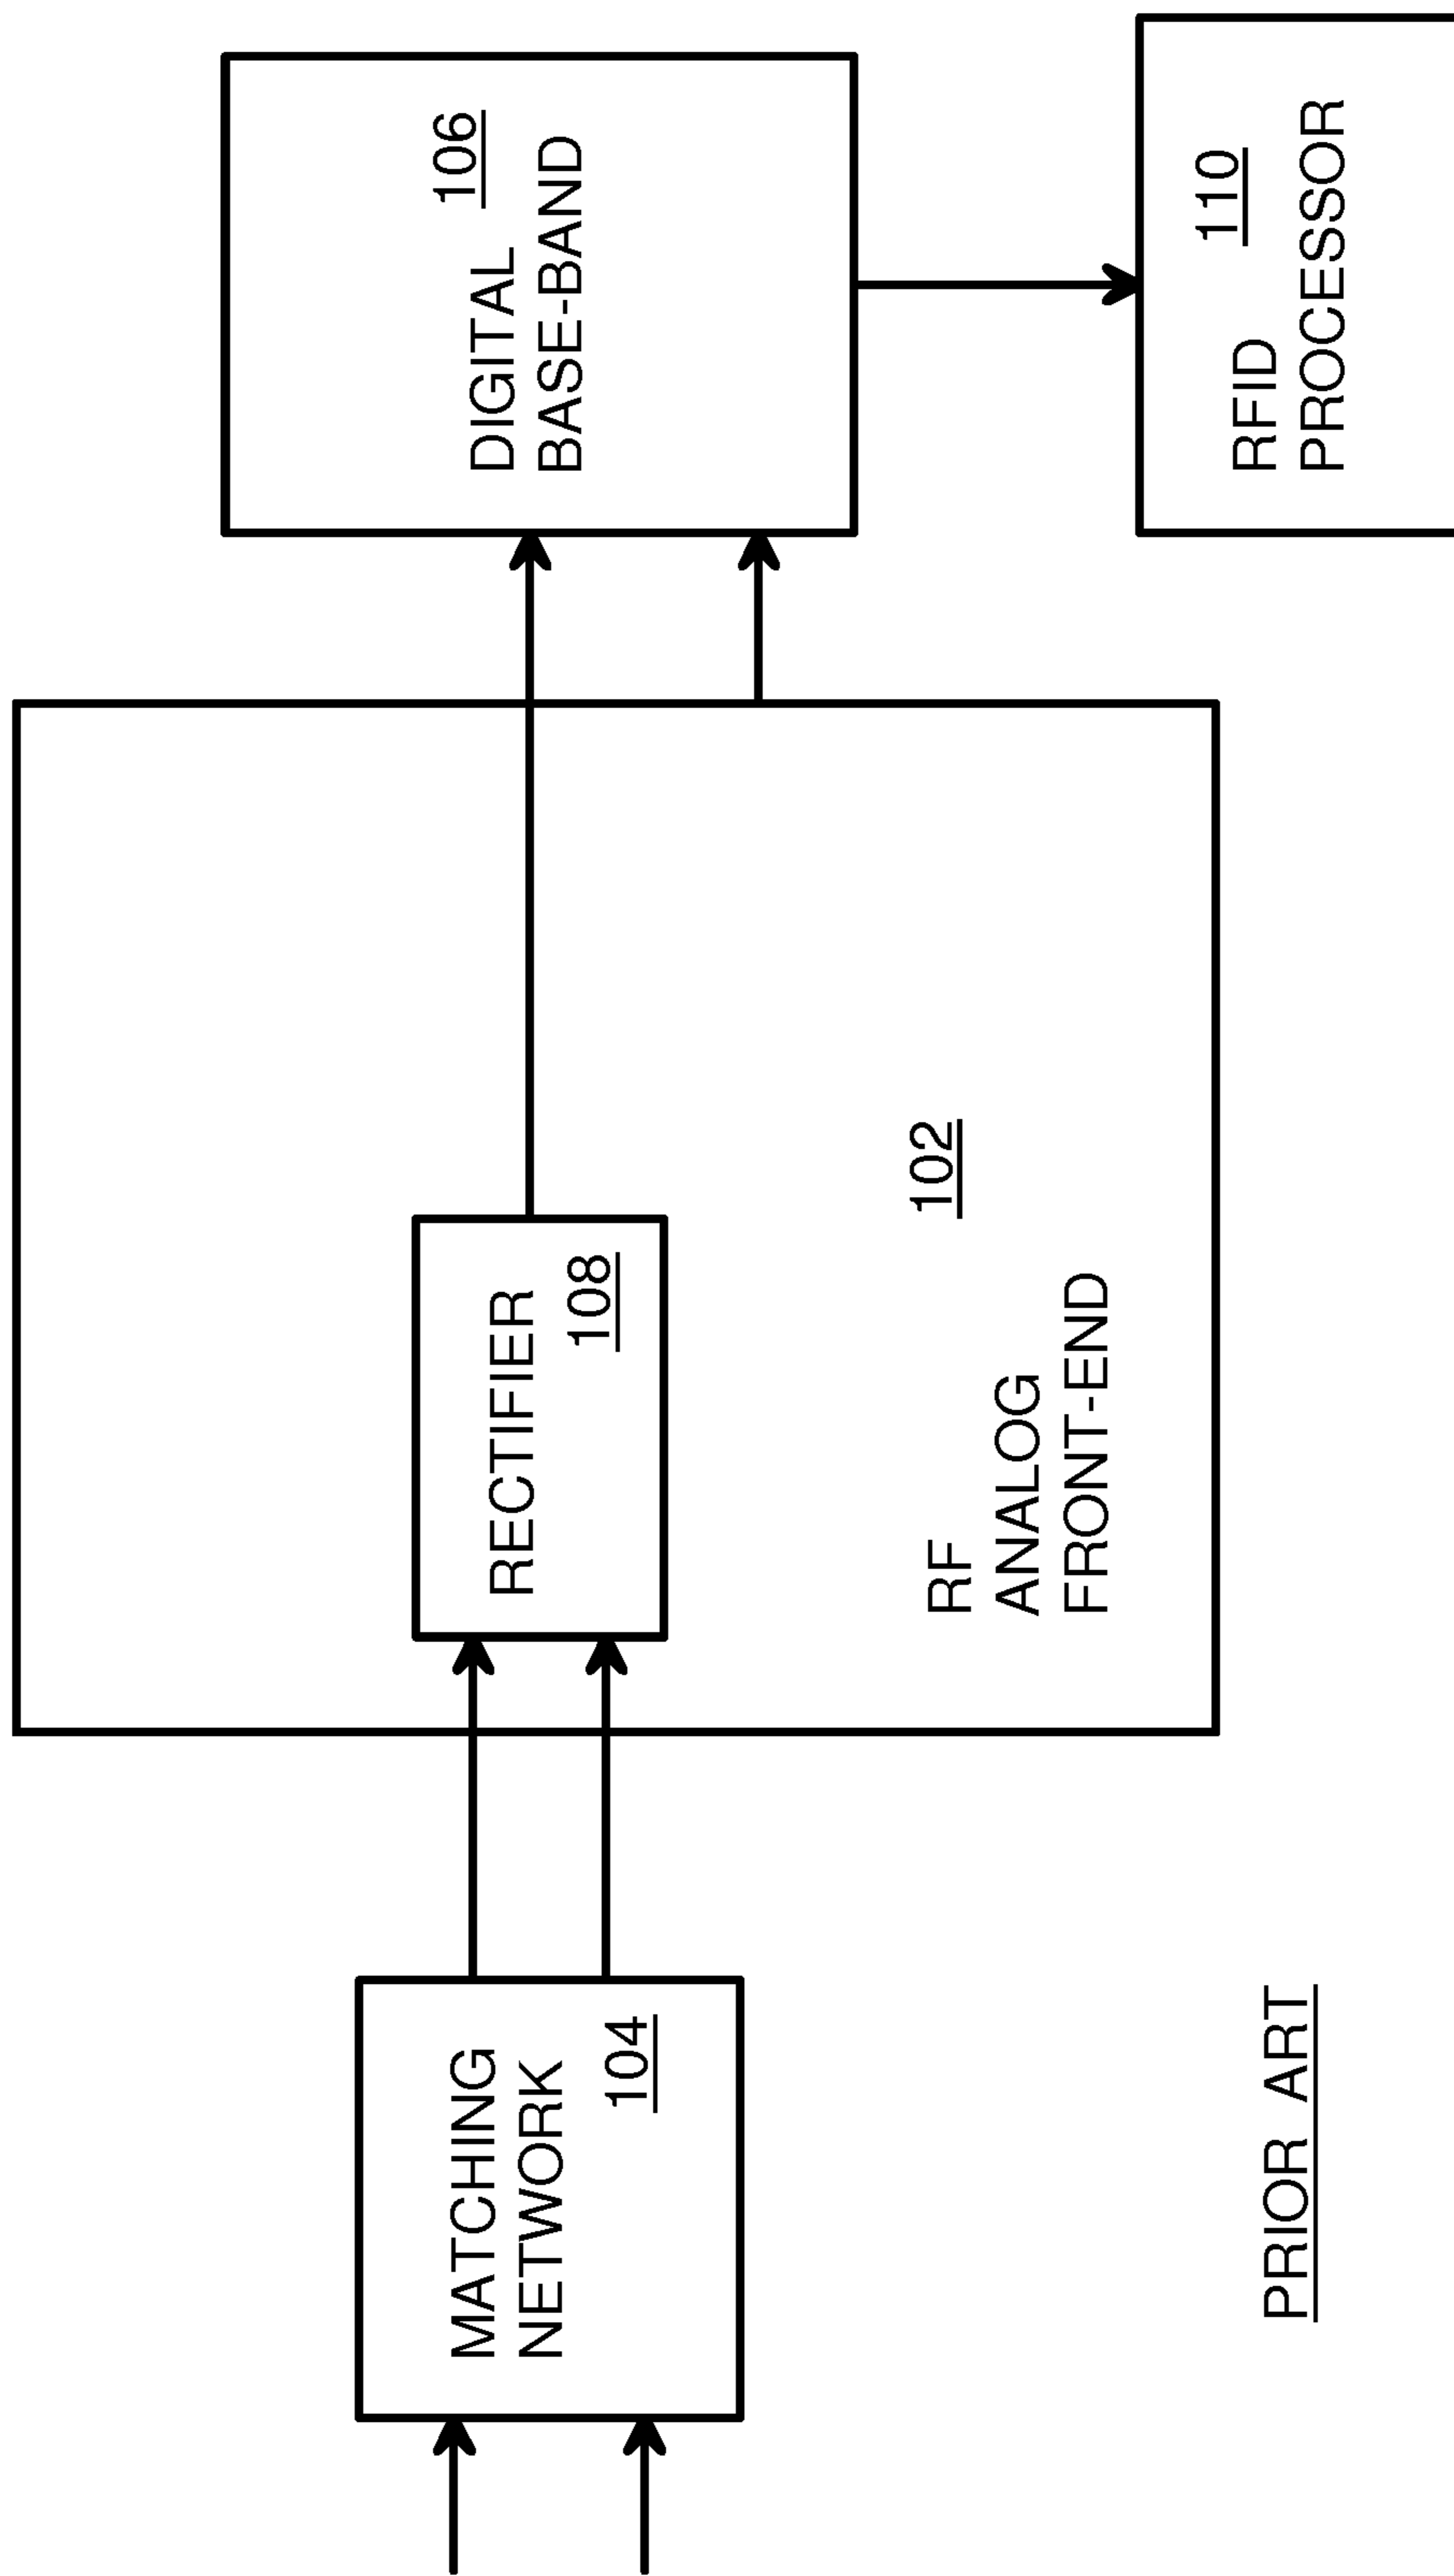 MATCHING
NETWORK
104
RECTIFIER
108
102
RF
ANALOG
FRONT-END
106
DIGITAL
BASE-BAND
110
RFID
PROCESSOR
PRIOR ART